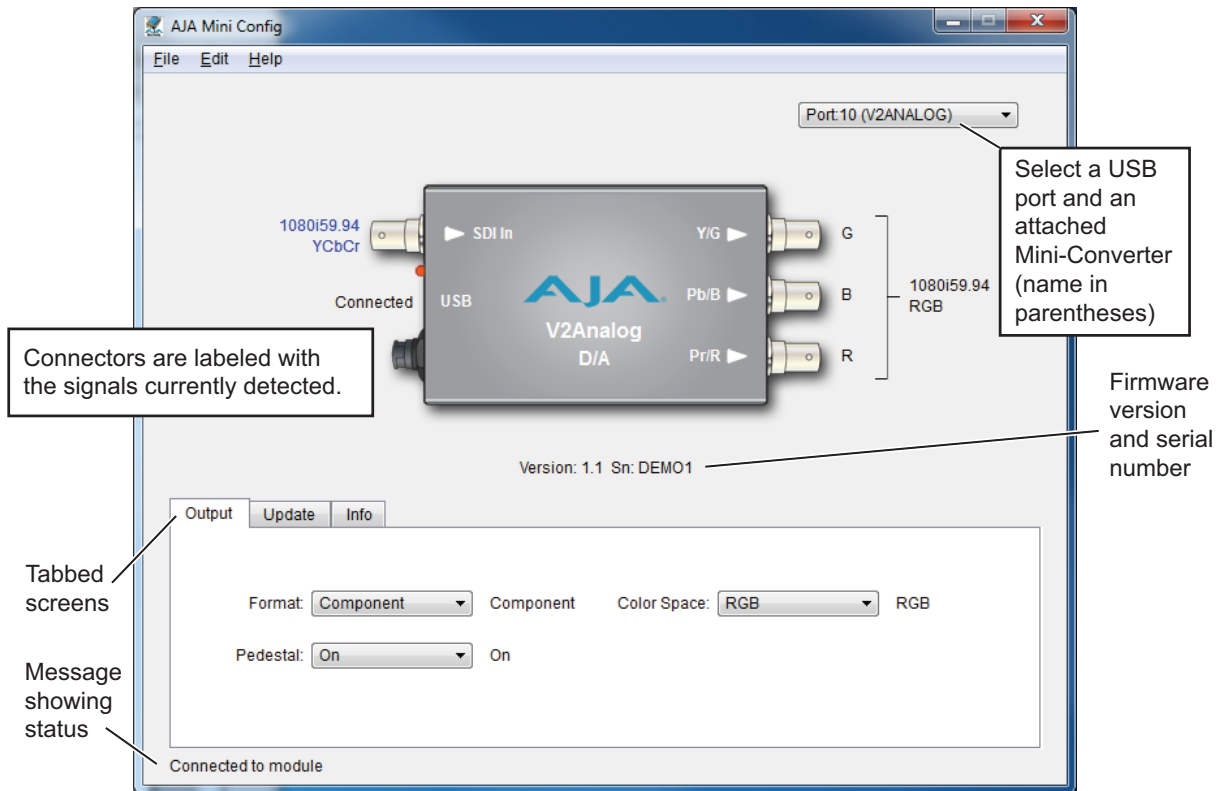 AJA Mini Config
File Edit Help
Port:10 (V2ANALOG)
Select a USB
port and an
attached
Mini-Converter
(name in
parentheses)
1080i59.94
YCbCr
SDI In
Y/G
G
Connected
USB
AJA
Pb/B
B
1080i59.94
RGB
V2Analog
D/A
Pr/R
R
Connectors are labeled with
the signals currently detected.
Firmware
version
and serial
number
Version: 1.1 Sn: DEMO1
Output Update Info
Tabbed
screens
Format: Component Component Color Space: RGB RGB
Pedestal: On On
Message
showing
status
Connected to module